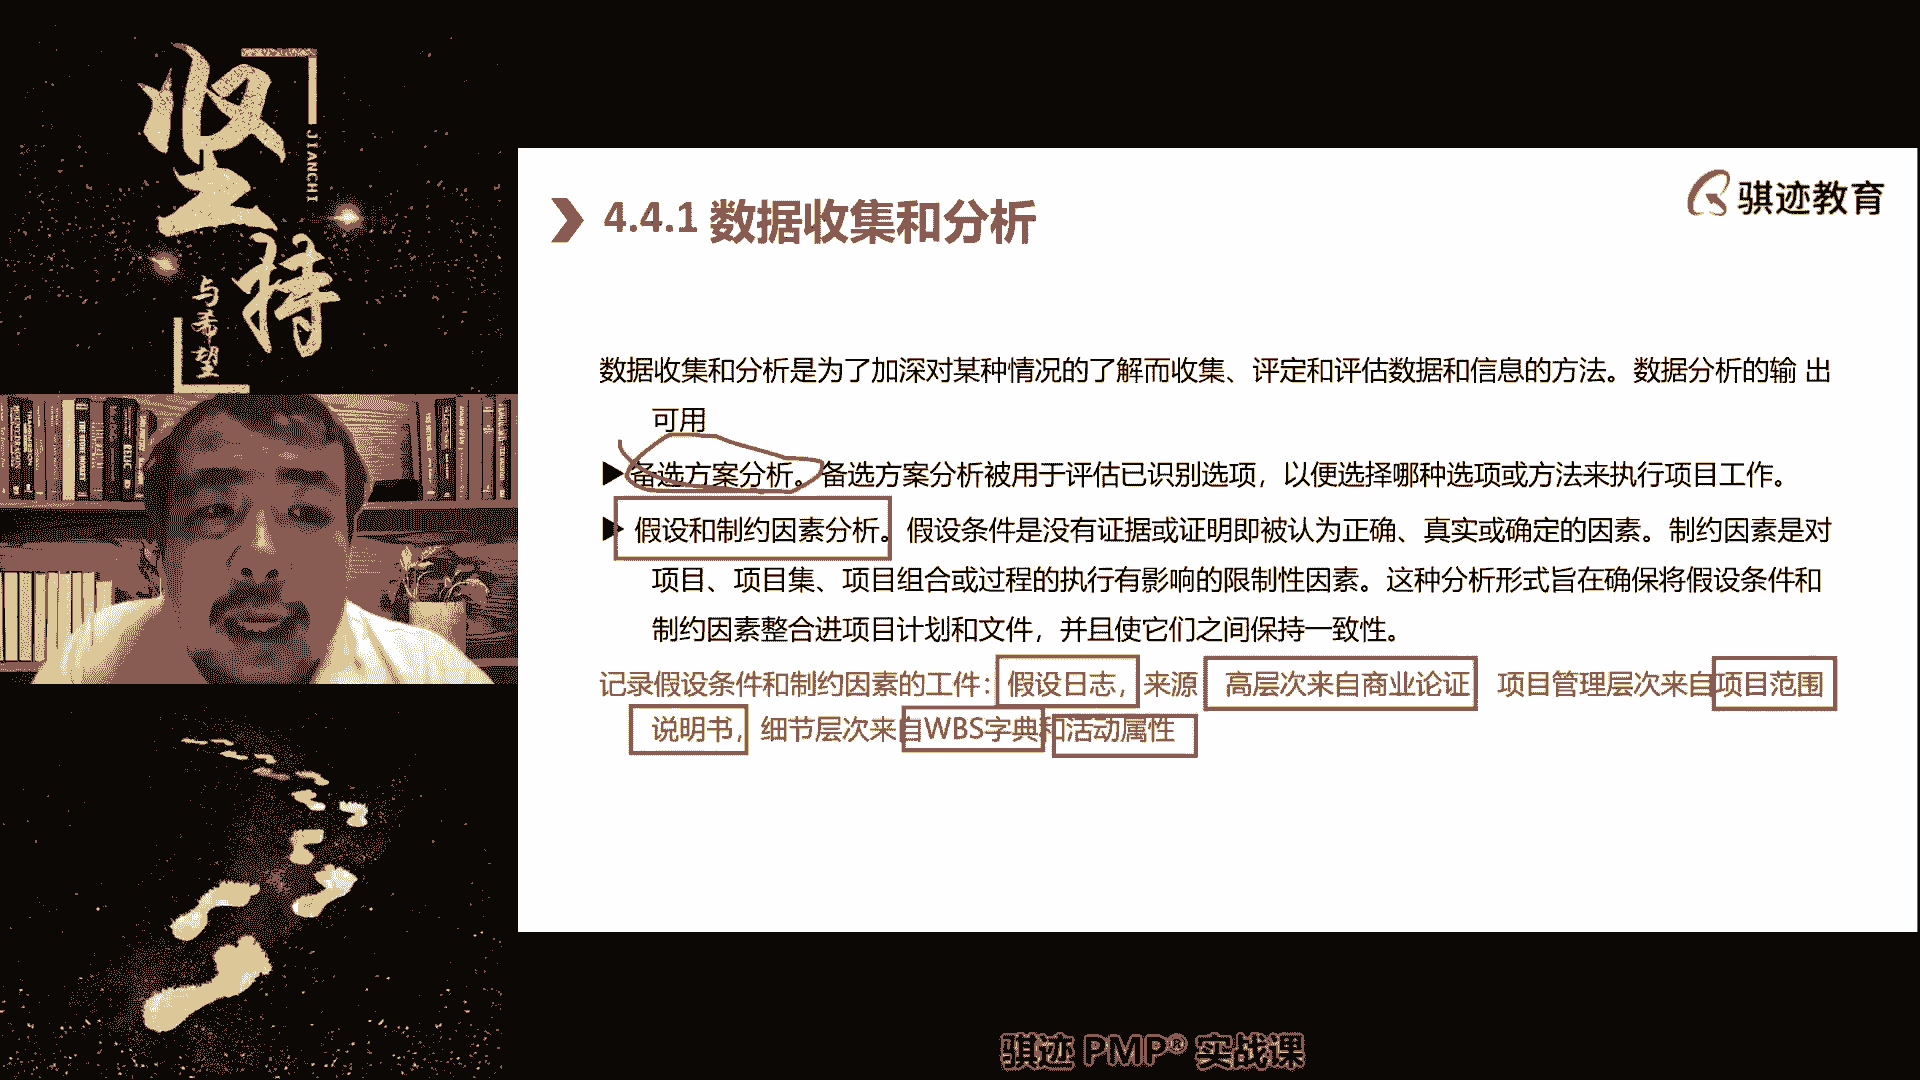 坚持
JIANCHI
与希望
骐迹教育
4.4.1 数据收集和分析
数据收集和分析是为了加深对某种情况的了解而收集、评定和评估数据和信息的方法。数据分析的输 出
可用
▶备选方案分析。备选方案分析被用于评估已识别选项，以便选择哪种选项或方法来执行项目工作。
▶ 假设和制约因素分析。假设条件是没有证据或证明即被认为正确、真实或确定的因素。制约因素是对
项目、项目集、项目组合或过程的执行有影响的限制性因素。这种分析形式旨在确保将假设条件和
制约因素整合进项目计划和文件，并且使它们之间保持一致性。
记录假设条件和制约因素的工件：假设日志，来源 高层次来自商业论证 项目管理层次来自项目范围
说明书，细节层次来自WBS字典和活动属性
骐迹 PMP® 实战课